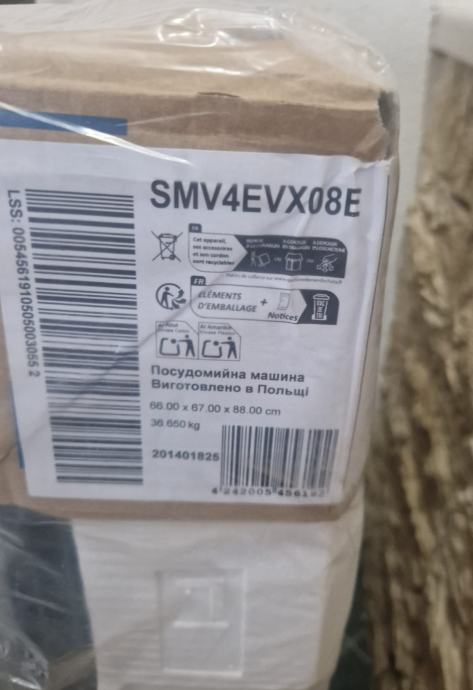 SMV4EVX08E
LSS: 00545619105050030552
FR
Cet appareil,
ses accessoires
et son cordon
sont recyclables
FR
ÉLÉMENTS
D'EMBALLAGE
+
Notices
Посудомийна машина
Виготовлено в Польщі
66.00 x 67.00 x 88.00 cm
36.650 kg
201401825
4 242005 456192